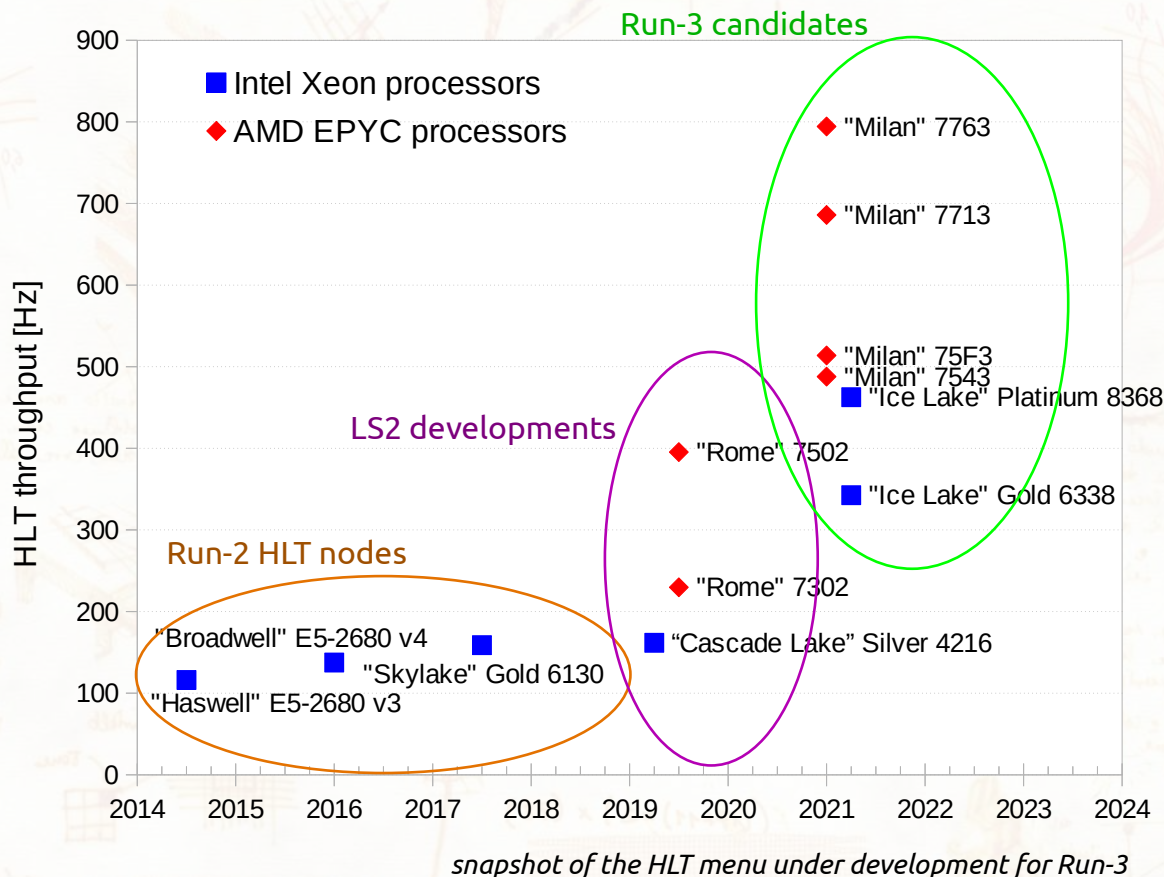 Run-3 candidates
900
Intel Xeon processors
AMD EPYC processors
800
"Milan" 7763
700
"Milan" 7713
600
HLT throughput [Hz]
500
"Milan" 75F3
"Milan" 7543
"Ice Lake" Platinum 8368
LS2 developments
400
"Rome" 7502
"Ice Lake" Gold 6338
300
Run-2 HLT nodes
"Rome" 7302
200
"Broadwell" E5-2680 v4
“Cascade Lake” Silver 4216
"Skylake" Gold 6130
100
"Haswell" E5-2680 v3
0
2014 2015 2016 2017 2018 2019 2020 2021 2022 2023 2024
snapshot of the HLT menu under development for Run-3